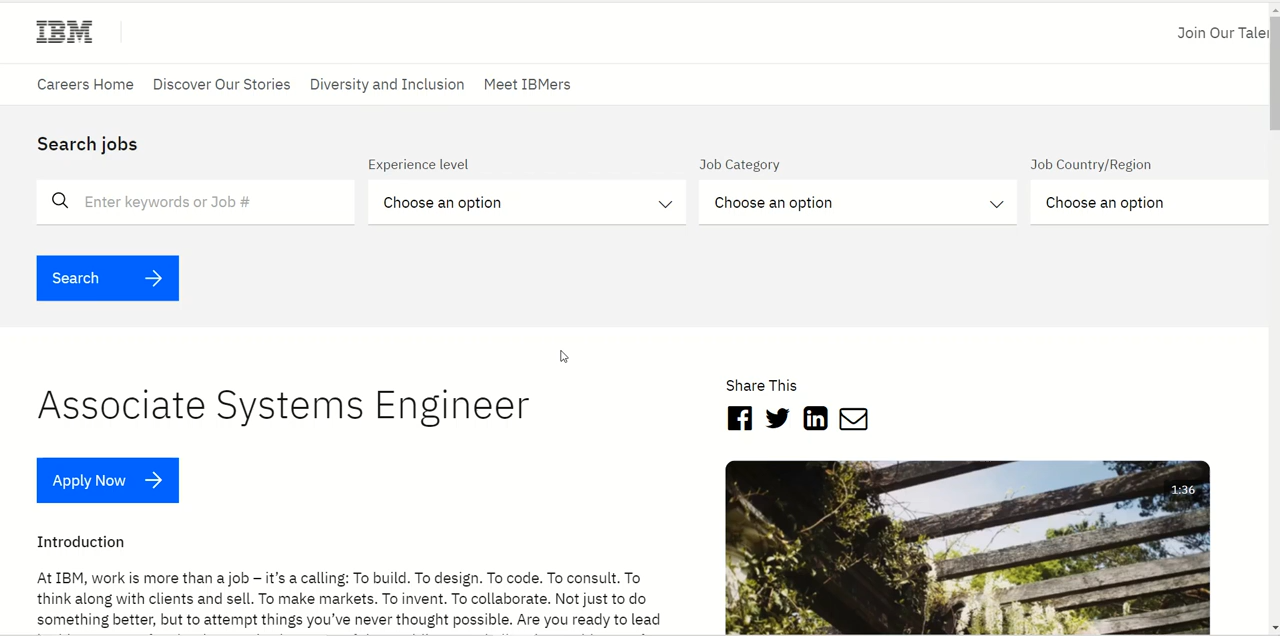 IBM
Join Our Taler
Careers Home Discover Our Stories Diversity and Inclusion Meet IBMers
Search jobs
Experience level Job Category Job Country/Region
Enter keywords or Job # Choose an option Choose an option Choose an option
Search
Associate Systems Engineer
Share This
Apply Now
1:36
Introduction
At IBM, work is more than a job – it’s a calling: To build. To design. To code. To consult. To
think along with clients and sell. To make markets. To invent. To collaborate. Not just to do
something better, but to attempt things you’ve never thought possible. Are you ready to lead